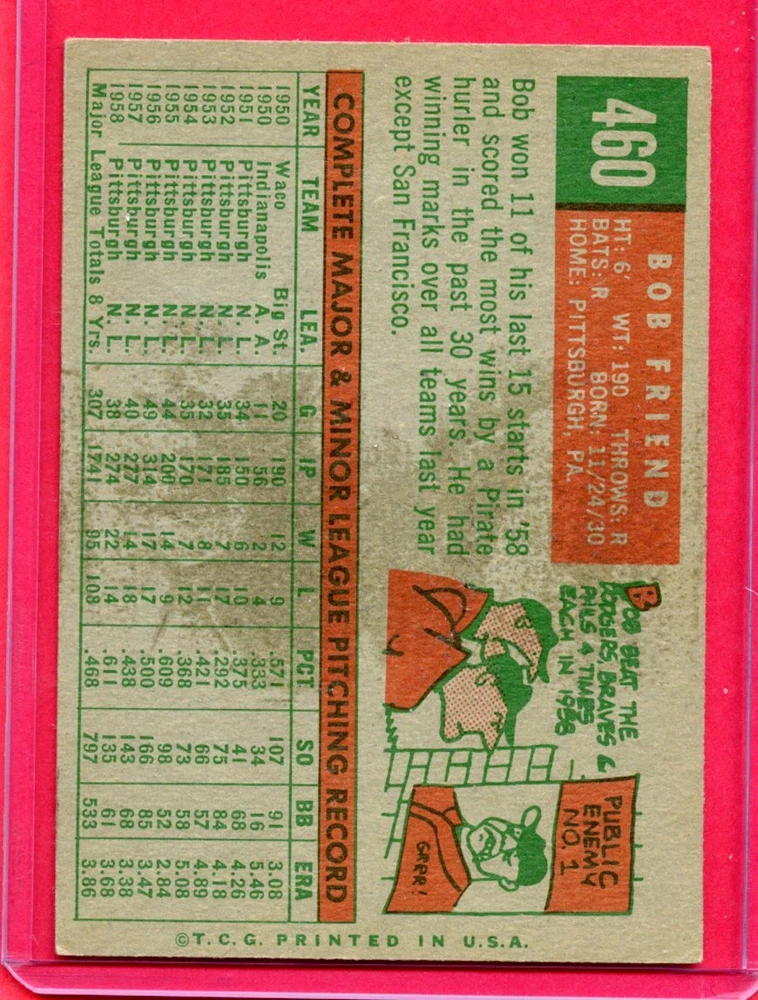 460
BOB FRIEND
HT: 6' WT: 190 THROWS: R
BATS: R BORN: 11/24/30
HOME: PITTSBURGH, PA.
Bob won 11 of his last 15 starts in '58
and scored the most wins by a Pirate
hurler in the past 30 years. He had
winning marks over all teams last year
except San Francisco.
BOB BEAT THE
DODGERS, BRAVES &
PHILS 4 TIMES
EACH IN 1958
PUBLIC
ENEMY
NO. 1
GRRR!
COMPLETE MAJOR & MINOR LEAGUE PITCHING RECORD
YEAR TEAM LEA. G IP W L PCT SO BB ERA
1950 Waco Big St. 20 190 12 9 .571 107 91 3.08
1950 Indianapolis A. A. 11 56 2 4 .333 34 16 5.46
1951 Pittsburgh N. L. 34 150 6 10 .375 41 68 4.26
1952 Pittsburgh N. L. 35 185 7 17 .292 75 84 4.18
1953 Pittsburgh N. L. 32 171 8 11 .421 66 57 4.89
1954 Pittsburgh N. L. 35 170 7 12 .368 73 58 5.08
1955 Pittsburgh N. L. 44 200 14 9 .609 98 52 2.84
1956 Pittsburgh N. L. 49 314 17 17 .500 166 85 3.47
1957 Pittsburgh N. L. 40 277 14 18 .438 143 68 3.38
1958 Pittsburgh N. L. 38 274 22 14 .611 135 61 3.68
Major League Totals 8 Yrs. 307 1741 95 108 .468 797 533 3.86
©T.C.G. PRINTED IN U.S.A.